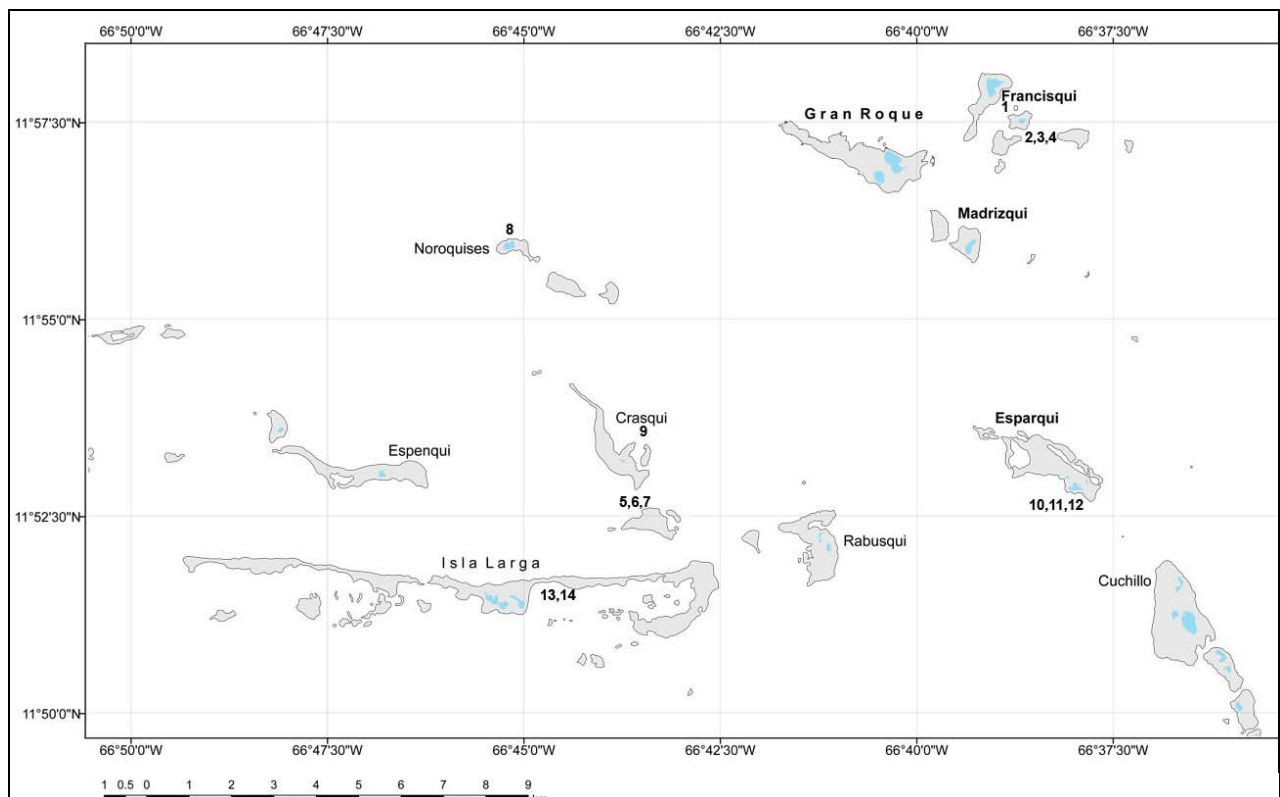 66°50'0"W 66°47'30"W 66°45'0"W 66°42'30"W 66°40'0"W 66°37'30"W
Francisqui
1
Gran Roque
11°57'30"N
2,3,4
Madrizqui
8
Noroquises
11°55'0"N
Crasqui
Esparqui
9
Espenqui
5,6,7
10,11,12
11°52'30"N
Rabusqui
Isla Larga
Cuchillo
13,14
11°50'0"N
66°50'0"W 66°47'30"W 66°45'0"W 66°42'30"W 66°40'0"W 66°37'30"W
1 0.5 0 1 2 3 4 5 6 7 8 9